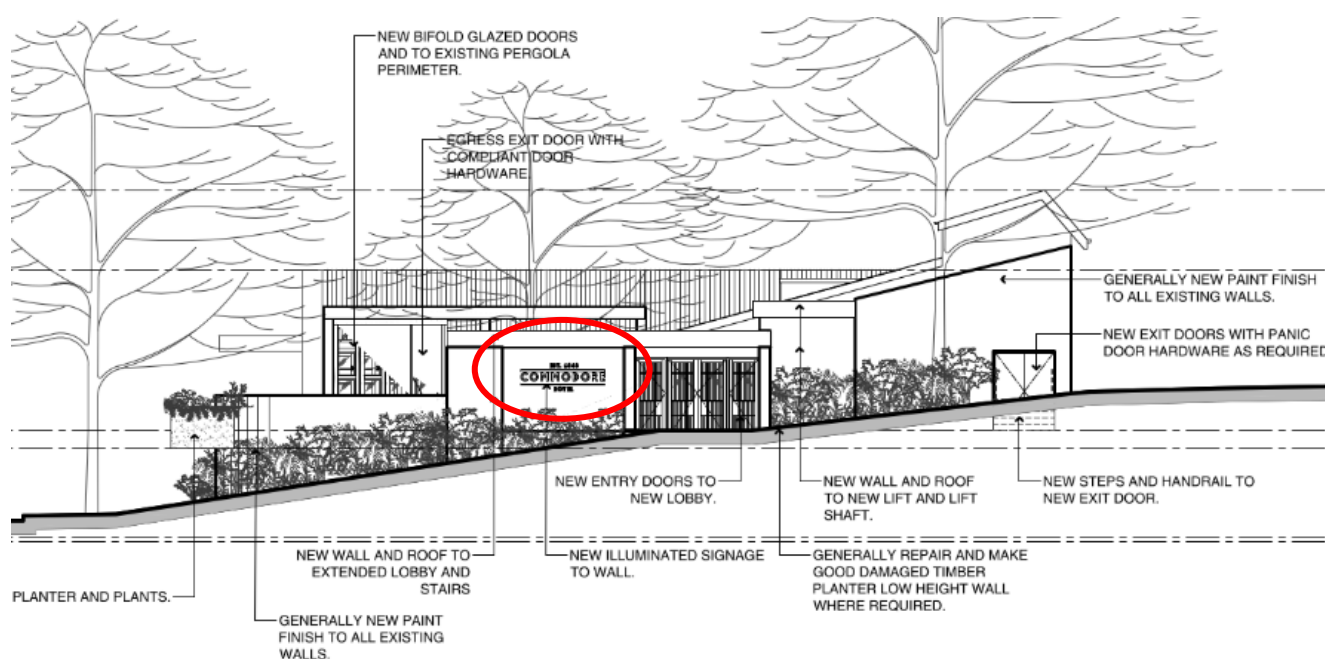 NEW BIFOLD GLAZED DOORS
AND TO EXISTING PERGOLA
PERIMETER.
EGRESS EXIT DOOR WITH
COMPLIANT DOOR
HARDWARE.
GENERALLY NEW PAINT FINISH
TO ALL EXISTING WALLS.
NEW EXIT DOORS WITH PANIC
DOOR HARDWARE AS REQUIRED
COMMODORE
HOTEL
NEW ENTRY DOORS TO
NEW LOBBY.
NEW WALL AND ROOF
TO NEW LIFT AND LIFT
SHAFT.
NEW STEPS AND HANDRAIL TO
NEW EXIT DOOR.
NEW WALL AND ROOF TO
EXTENDED LOBBY AND
STAIRS
NEW ILLUMINATED SIGNAGE
TO WALL.
GENERALLY REPAIR AND MAKE
GOOD DAMAGED TIMBER
PLANTER LOW HEIGHT WALL
WHERE REQUIRED.
PLANTER AND PLANTS.
GENERALLY NEW PAINT
FINISH TO ALL EXISTING
WALLS.